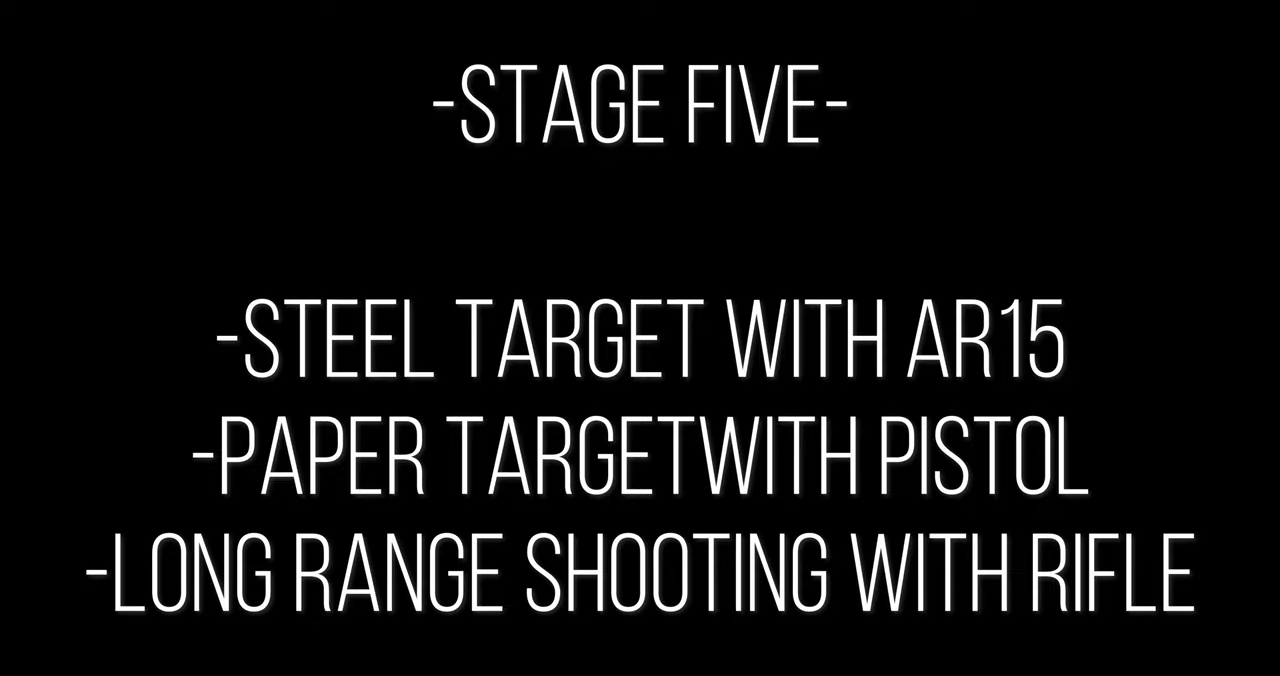 -STAGE FIVE-
-STEEL TARGET WITH AR15
-PAPER TARGETWITH PISTOL
-LONG RANGE SHOOTING WITH RIFLE